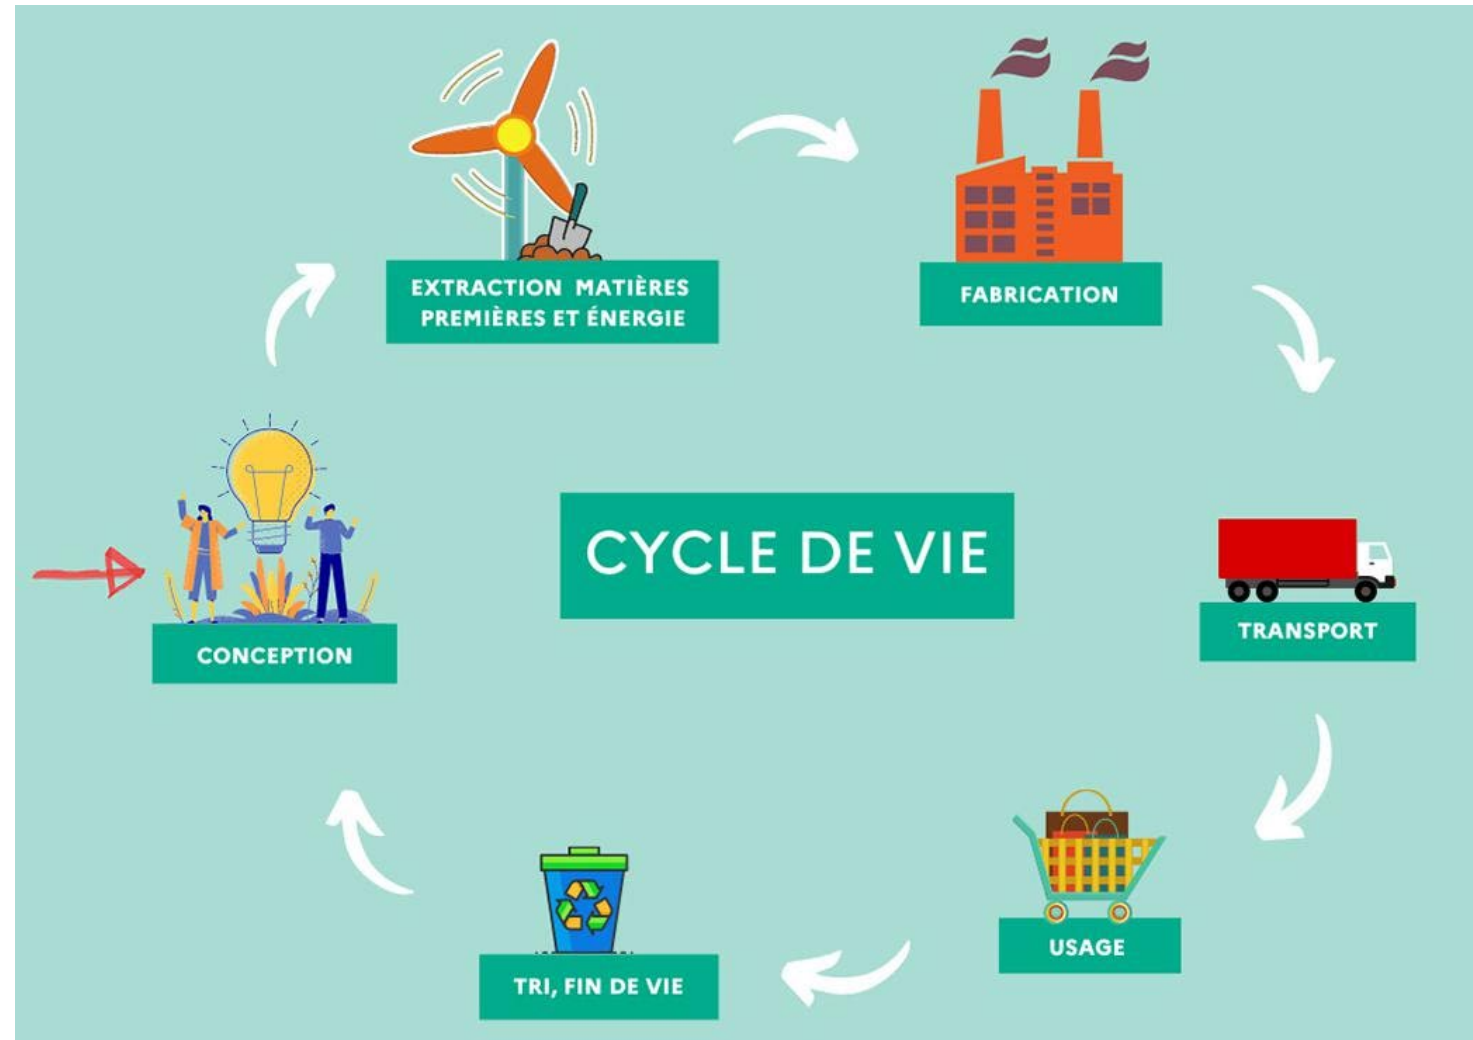 EXTRACTION MATIÈRES
PREMIÈRES ET ÉNERGIE
FABRICATION
CYCLE DE VIE
TRANSPORT
CONCEPTION
USAGE
TRI, FIN DE VIE